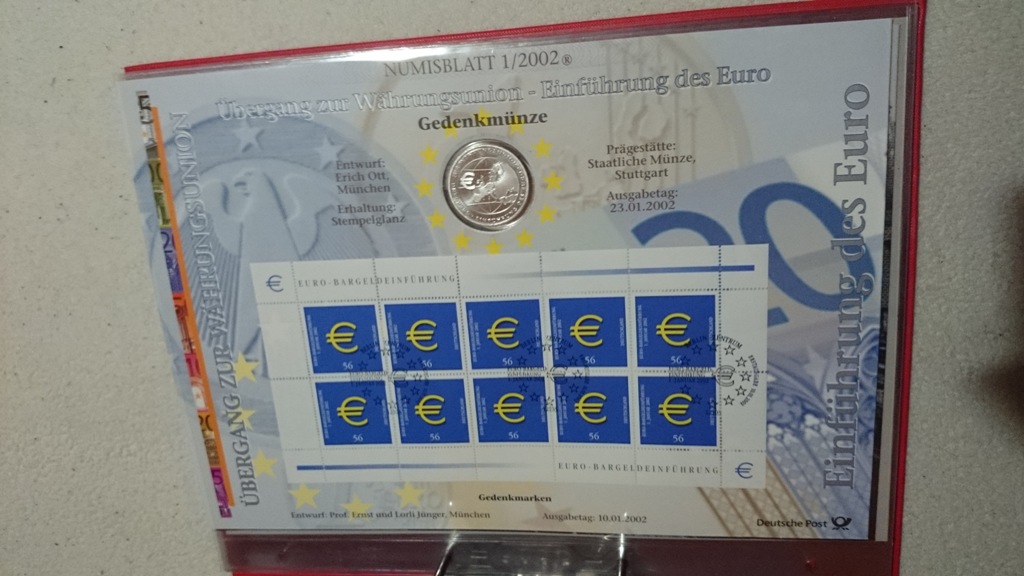 NUMISBLATT 1/2002®
Übergang zur Währungsunion - Einführung des Euro
Gedenkmünze
Entwurf:
Erich Ott,
München
Erhaltung:
Stempelglanz
Prägestätte:
Staatliche Münze,
Stuttgart
Ausgabetag:
23.01.2002
ÜBERGANG ZUR WÄHRUNGSUNION
Einführung des Euro
20
€ EURO-BARGELDEINFÜHRUNG
€ € € € €
56 56 56 56 56
€ € € € €
56 56 56 56 56
EURO-BARGELDEINFÜHRUNG €
Gedenkmarken
Entwurf: Prof. Ernst und Lorli Jünger, München
Ausgabetag: 10.01.2002
Deutsche Post